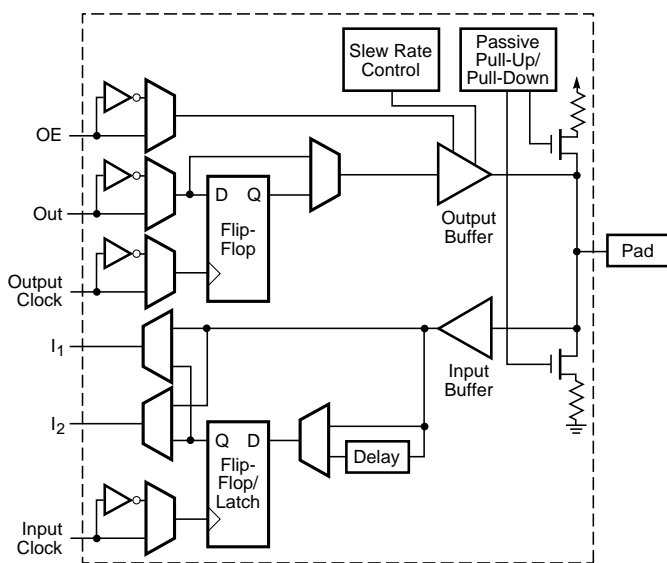 Slew Rate
Control
Passive
Pull-Up/
Pull-Down
OE
Out
D Q
Flip-
Flop
Output
Buffer
Output
Clock
Pad
I1
I2
Input
Buffer
Q D
Flip-
Flop/
Latch
Delay
Input
Clock